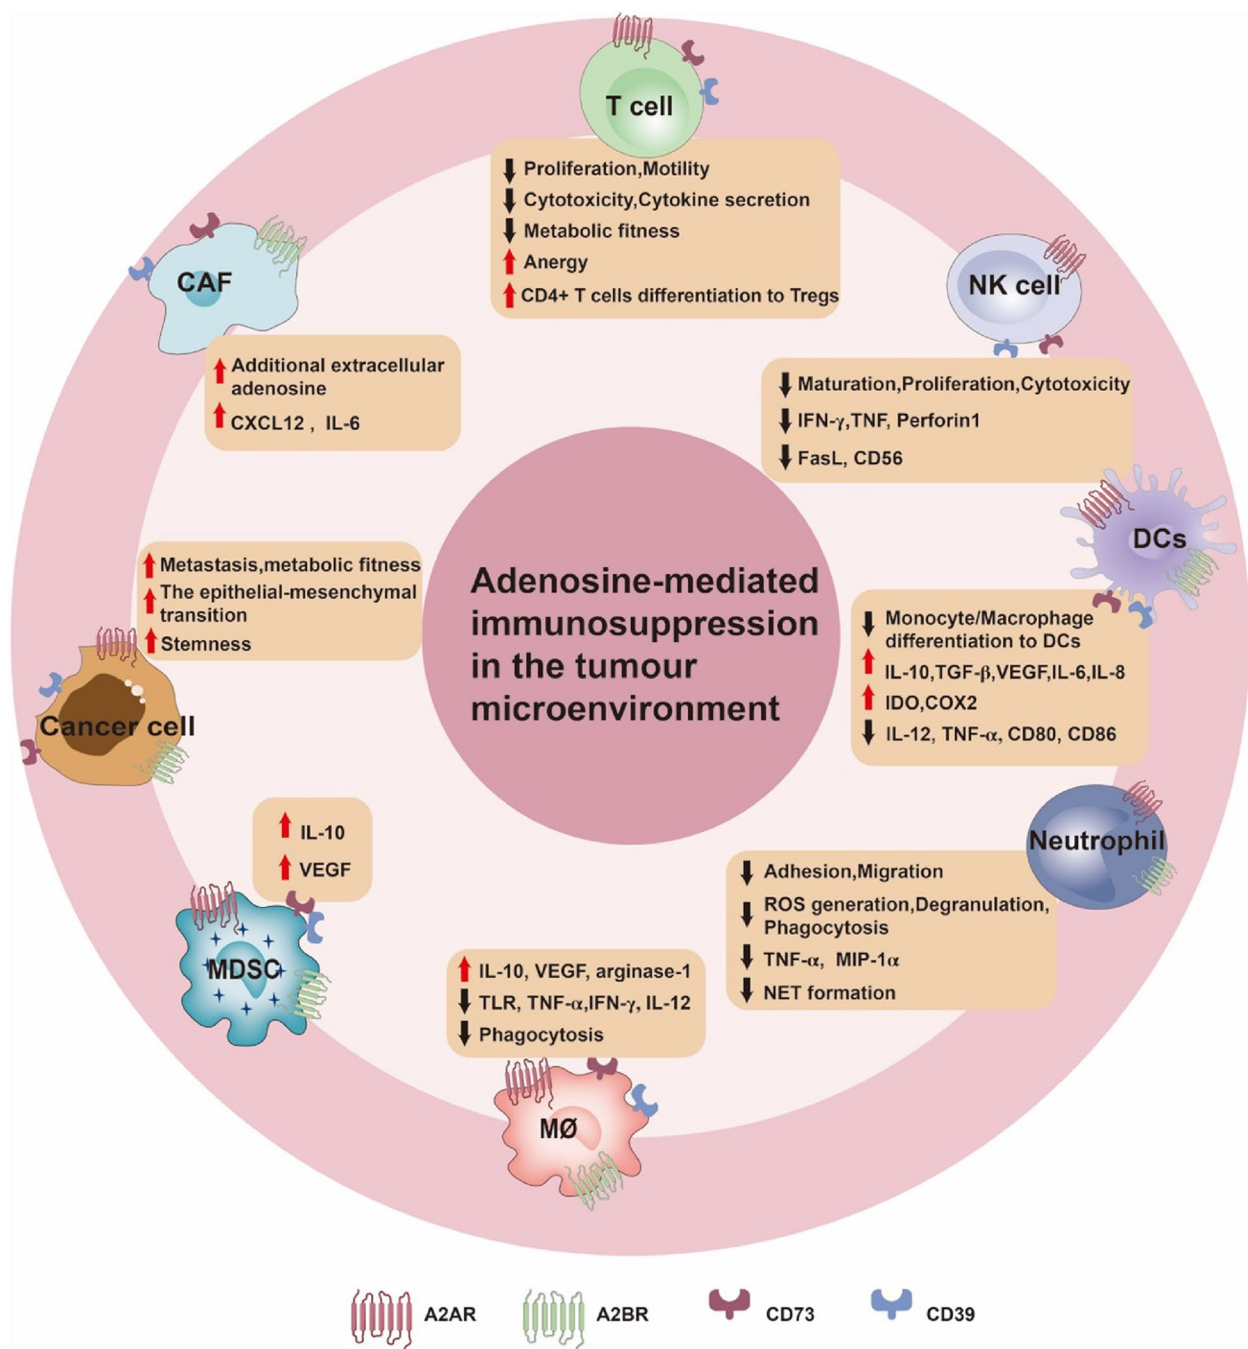 T cell
Proliferation,Motility
Cytotoxicity,Cytokine secretion
Metabolic fitness
Anergy
CD4+ T cells differentiation to Tregs
NK cell
Maturation,Proliferation,Cytotoxicity
IFN-γ,TNF, Perforin1
FasL, CD56
DCs
Monocyte/Macrophage
differentiation to DCs
IL-10,TGF-β,VEGF,IL-6,IL-8
IDO,COX2
IL-12, TNF-α, CD80, CD86
Neutrophil
Adhesion,Migration
ROS generation,Degranulation,
Phagocytosis
TNF-α, MIP-1α
NET formation
MØ
IL-10, VEGF, arginase-1
TLR, TNF-α,IFN-γ, IL-12
Phagocytosis
MDSC
IL-10
VEGF
Cancer cell
Metastasis,metabolic fitness
The epithelial-mesenchymal
transition
Stemness
CAF
Additional extracellular
adenosine
CXCL12 , IL-6
Adenosine-mediated
immunosuppression
in the tumour
microenvironment
A2AR
A2BR
CD73
CD39